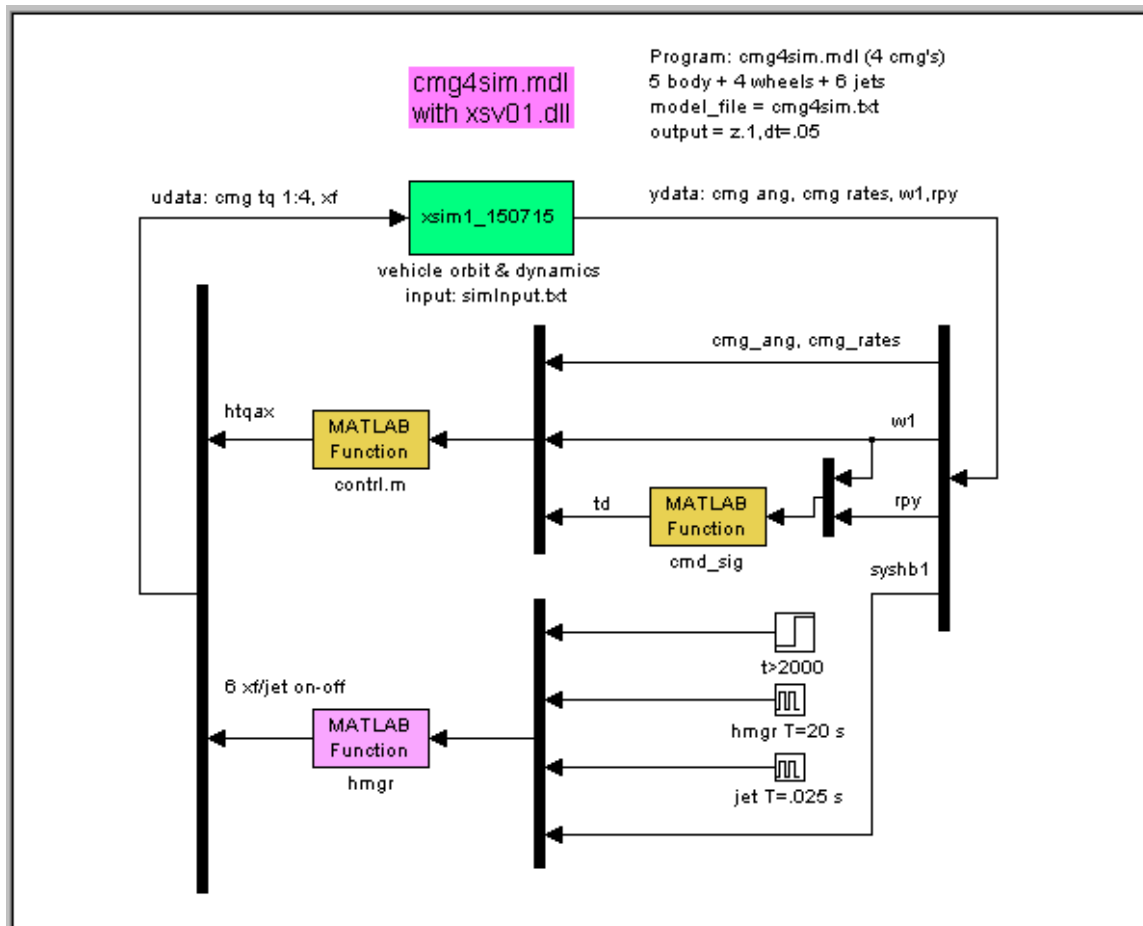 cmg4sim.mdl
with xsv01.dll
Program: cmg4sim.mdl (4 cmg's)
5 body + 4 wheels + 6 jets
model_file = cmg4sim.txt
output = z.1,dt=.05
udata: cmg tq 1:4, xf
xsim1_150715
ydata: cmg ang, cmg rates, w1,rpy
vehicle orbit & dynamics
input: simInput.txt
cmg_ang, cmg_rates
htqax
MATLAB
Function
contrl.m
w1
td
MATLAB
Function
cmd_sig
rpy
syshb1
t>2000
6 xf/jet on-off
MATLAB
Function
hmgr
hmgr T=20 s
jet T=.025 s